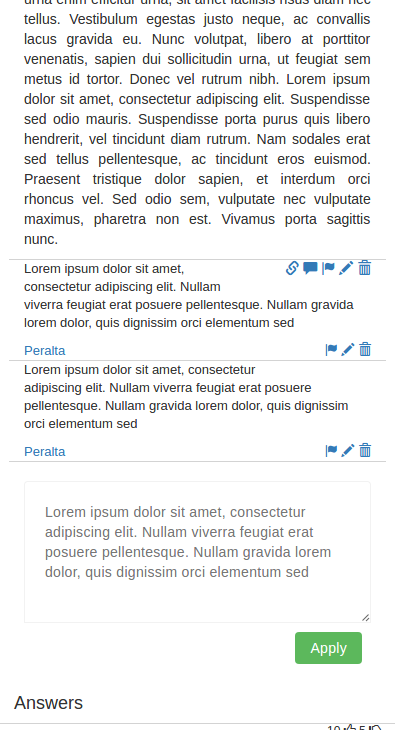 urna enim efficitur urna, sit amet facilisis risus diam nec
tellus. Vestibulum egestas justo neque, ac convallis
lacus gravida eu. Nunc volutpat, libero at porttitor
venenatis, sapien dui sollicitudin urna, ut feugiat sem
metus id tortor. Donec vel rutrum nibh. Lorem ipsum
dolor sit amet, consectetur adipiscing elit. Suspendisse
sed odio mauris. Suspendisse porta purus quis libero
hendrerit, vel tincidunt diam rutrum. Nam sodales erat
sed tellus pellentesque, ac tincidunt eros euismod.
Praesent tristique dolor sapien, et interdum orci
rhoncus vel. Sed odio sem, vulputate nec vulputate
maximus, pharetra non est. Vivamus porta sagittis
nunc.
Lorem ipsum dolor sit amet,
consectetur adipiscing elit. Nullam
viverra feugiat erat posuere pellentesque. Nullam gravida
lorem dolor, quis dignissim orci elementum sed
Peralta
Lorem ipsum dolor sit amet, consectetur
adipiscing elit. Nullam viverra feugiat erat posuere
pellentesque. Nullam gravida lorem dolor, quis dignissim
orci elementum sed
Peralta
Lorem ipsum dolor sit amet, consectetur
adipiscing elit. Nullam viverra feugiat erat
posuere pellentesque. Nullam gravida lorem
dolor, quis dignissim orci elementum sed
Apply
Answers
10 5